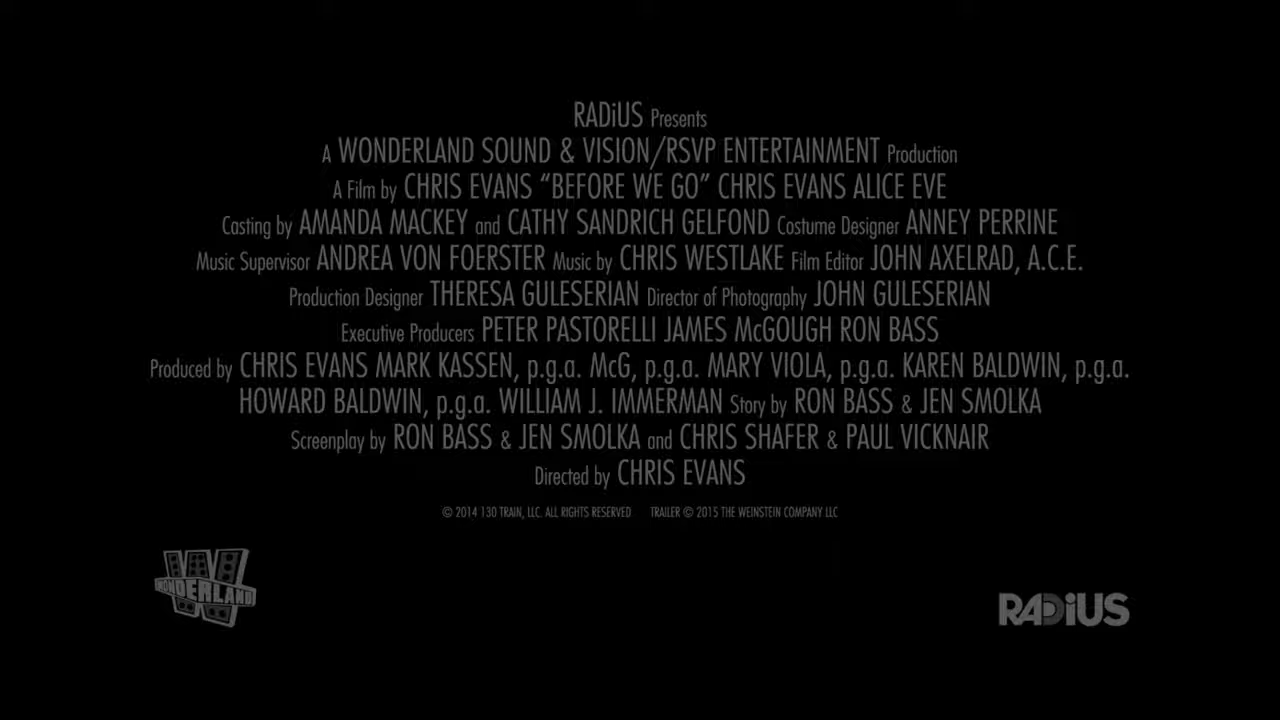 RADiUS Presents
A WONDERLAND SOUND & VISION/RSVP ENTERTAINMENT Production
A Film by CHRIS EVANS “BEFORE WE GO” CHRIS EVANS ALICE EVE
Casting by AMANDA MACKEY and CATHY SANDRICH GELFOND Costume Designer ANNEY PERRINE
Music Supervisor ANDREA VON FOERSTER Music by CHRIS WESTLAKE Film Editor JOHN AXELRAD, A.C.E.
Production Designer THERESA GULESERIAN Director of Photography JOHN GULESERIAN
Executive Producers PETER PASTORELLI JAMES McGOUGH RON BASS
Produced by CHRIS EVANS MARK KASSEN, p.g.a. McG, p.g.a. MARY VIOLA, p.g.a. KAREN BALDWIN, p.g.a.
HOWARD BALDWIN, p.g.a. WILLIAM J. IMMERMAN Story by RON BASS & JEN SMOLKA
Screenplay by RON BASS & JEN SMOLKA and CHRIS SHAFER & PAUL VICKNAIR
Directed by CHRIS EVANS
© 2014 130 TRAIN, LLC. ALL RIGHTS RESERVED TRAILER © 2015 THE WEINSTEIN COMPANY LLC
W WONDERLAND
RADiUS